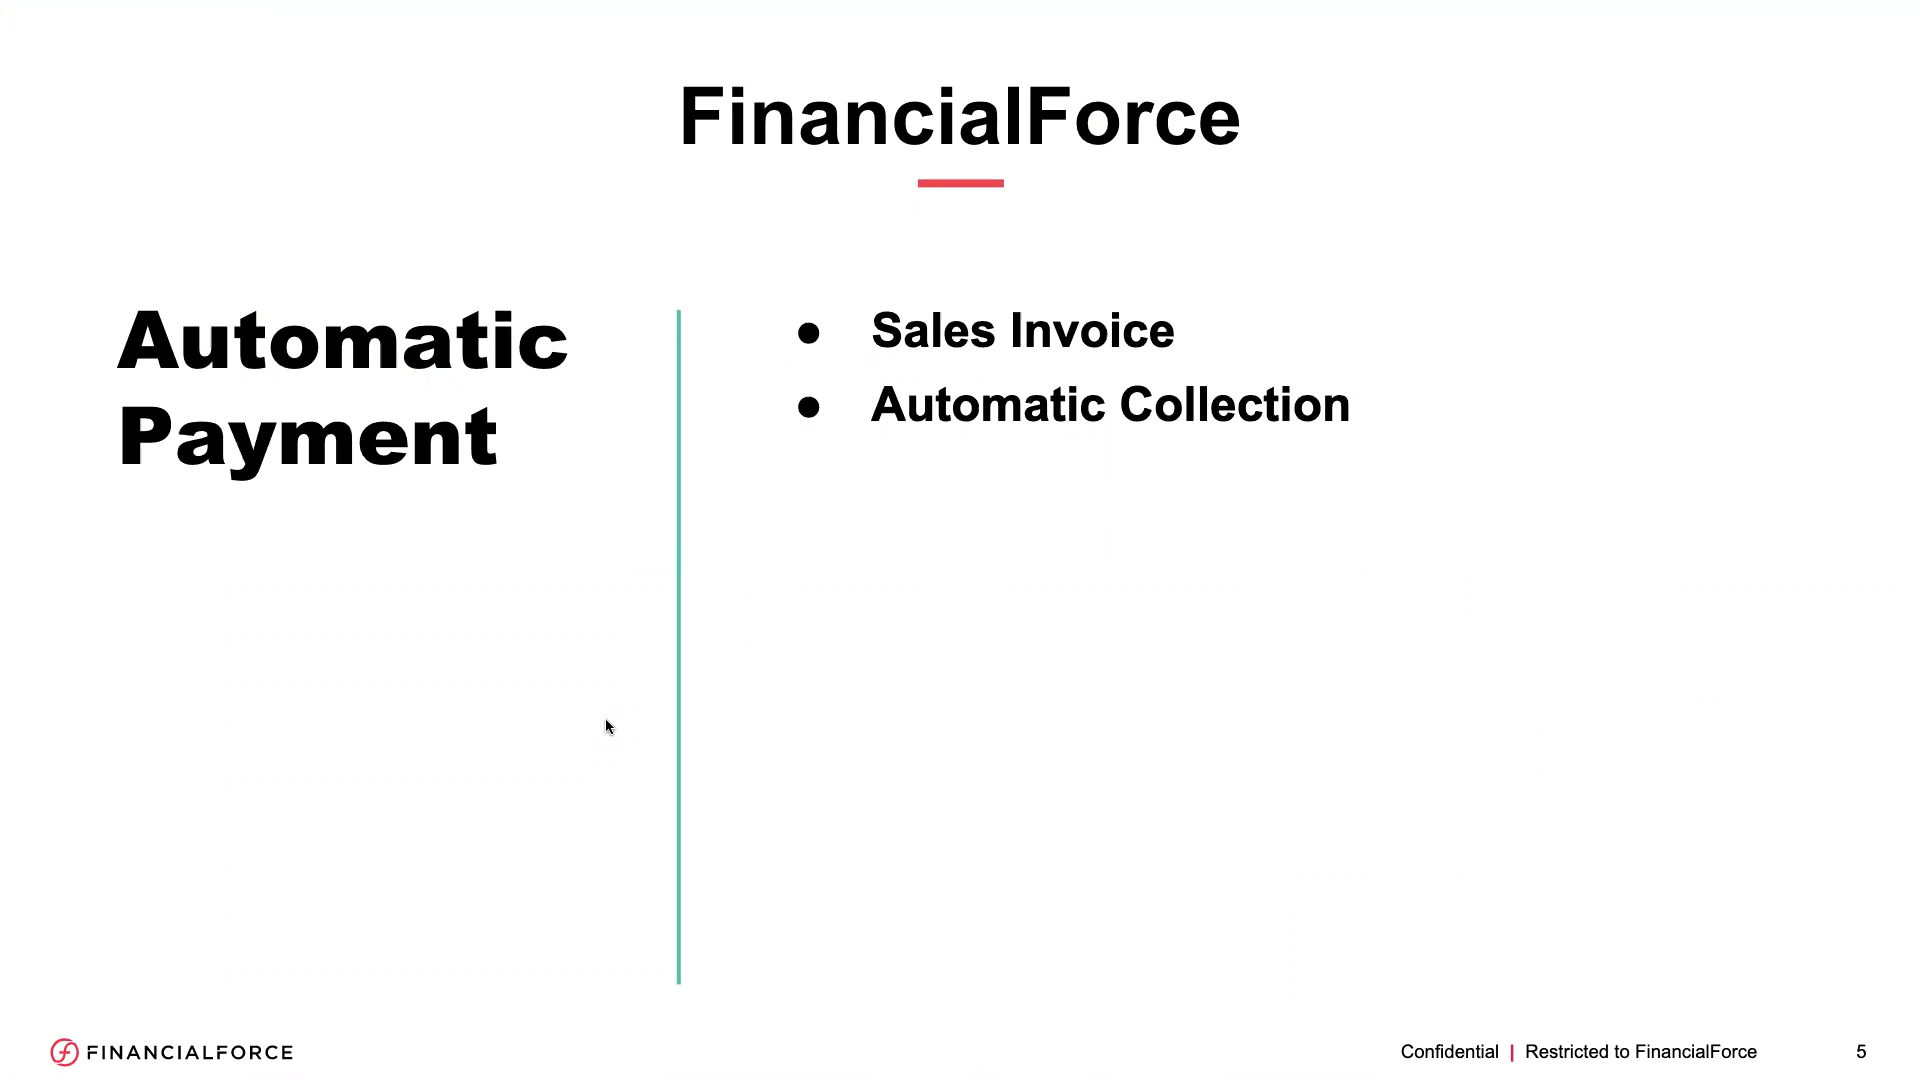 FinancialForce
Automatic
Payment
● Sales Invoice
● Automatic Collection
FINANCIALFORCE
Confidential | Restricted to FinancialForce
5